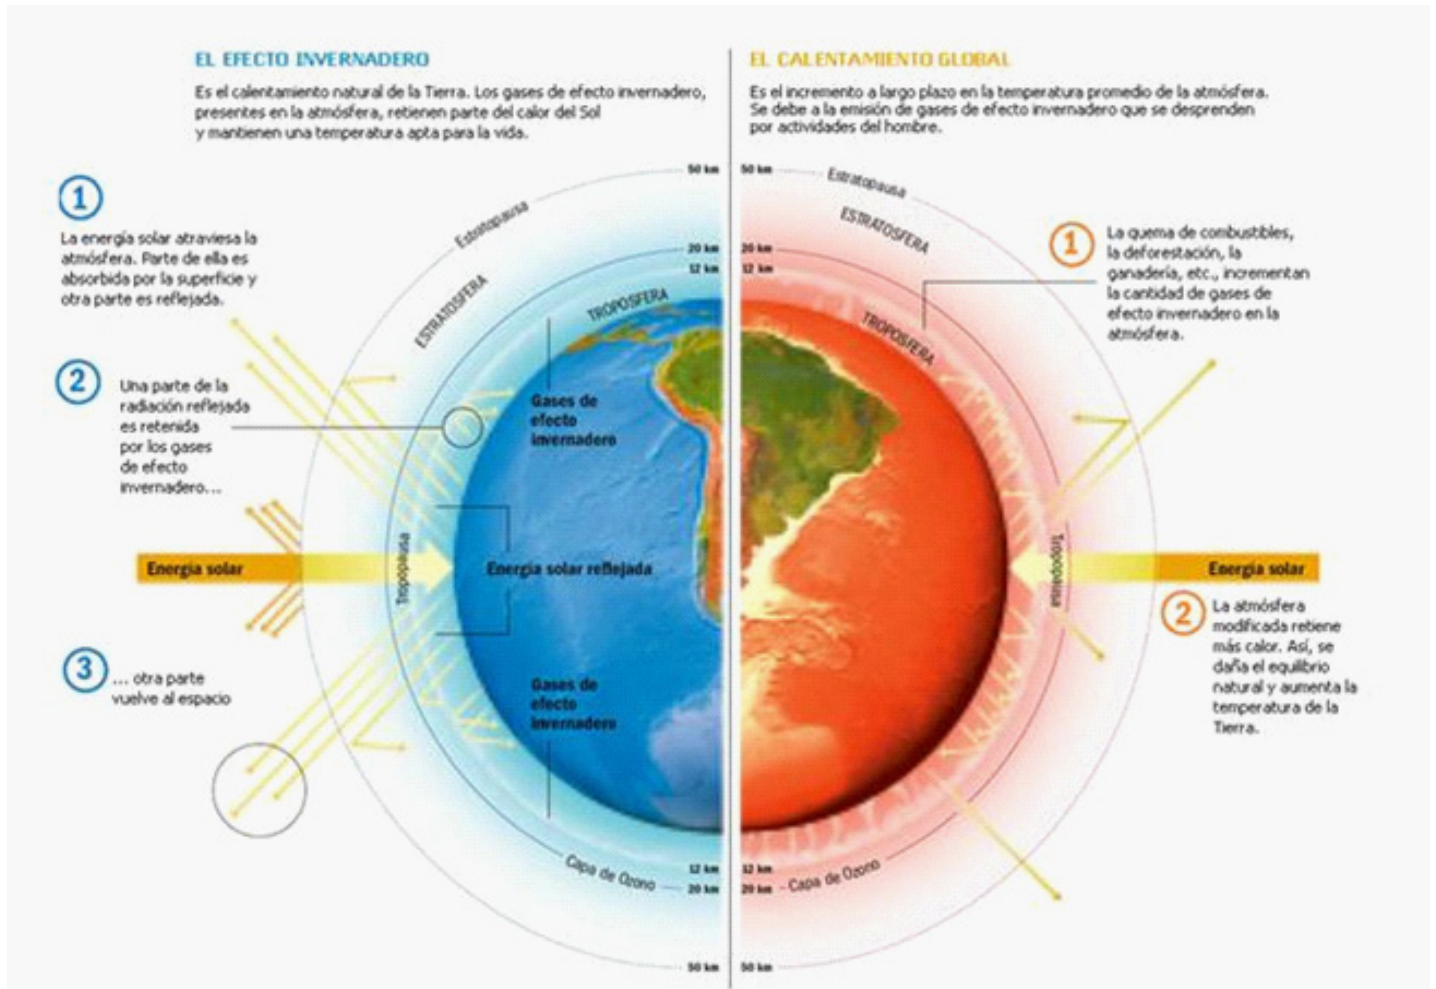 EL EFECTO INVERNADERO
Es el calentamiento natural de la Tierra. Los gases de efecto invernadero,
presentes en la atmósfera, retienen parte del calor del Sol
y mantienen una temperatura apta para la vida.
1
La energía solar atraviesa la
atmósfera. Parte de ella es
absorbida por la superficie y
otra parte es reflejada.
2
Una parte de la
radiación reflejada
es retenida
por los gases
de efecto
invernadero...
Energía solar
3
... otra parte
vuelve al espacio
50 km
Estratopausa
ESTRATOSFERA
20 km
12 km
TROPOSFERA
Gases de
efecto
invernadero
Tropopausa
Energía solar reflejada
Gases de
efecto
invernadero
Capa de Ozono
12 km
20 km
50 km
EL CALENTAMIENTO GLOBAL
Es el incremento a largo plazo en la temperatura promedio de la atmósfera.
Se debe a la emisión de gases de efecto invernadero que se desprenden
por actividades del hombre.
50 km
Estratopausa
ESTRATOSFERA
20 km
12 km
TROPOSFERA
1
La quema de combustibles,
la deforestación, la
ganadería, etc., incrementan
la cantidad de gases de
efecto invernadero en la
atmósfera.
Tropopausa
Energía solar
2
La atmósfera
modificada retiene
más calor. Así, se
daña el equilibrio
natural y aumenta la
temperatura de la
Tierra.
12 km
20 km
Capa de Ozono
50 km